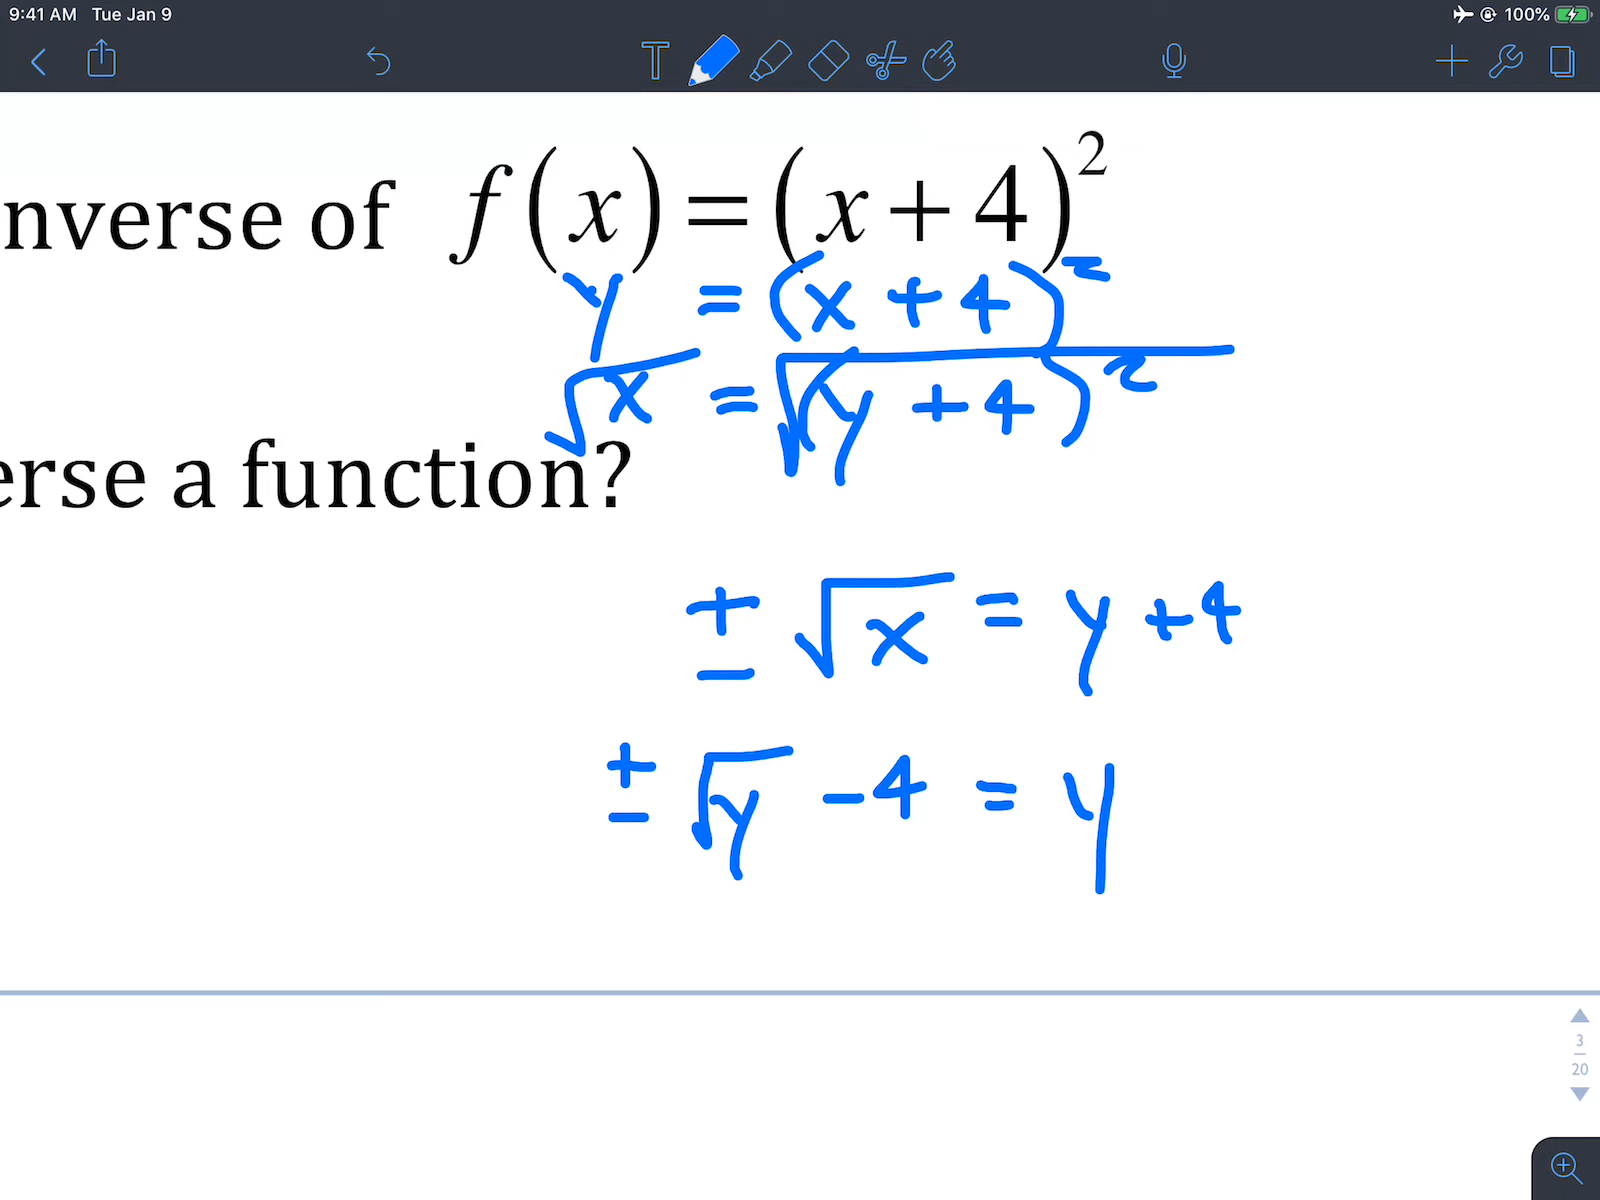 9:41 AM Tue Jan 9 100%
T
nverse of f(x) = (x+4)²
y = (x + 4)²
√x = √(y + 4)²
erse a function?
± √x = y + 4
± √y − 4 = y
3
20